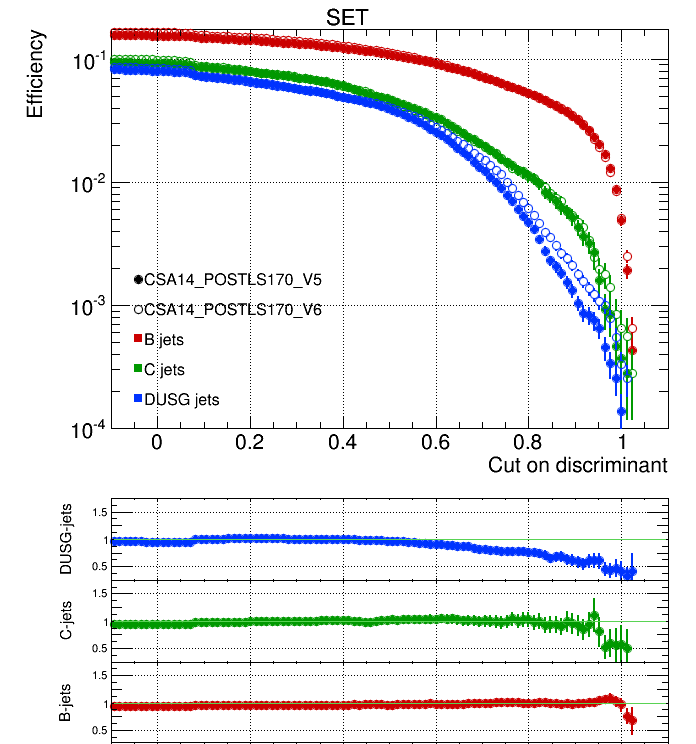 SET
Efficiency
10^-1
10^-2
10^-3
10^-4
CSA14_POSTLS170_V5
CSA14_POSTLS170_V6
B jets
C jets
DUSG jets
0 0.2 0.4 0.6 0.8 1
Cut on discriminant
DUSG-jets
1.5
1
0.5
C-jets
1.5
1
0.5
B-jets
1.5
1
0.5